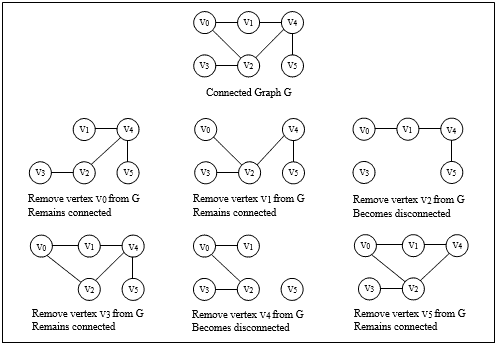 V0 V1 V4
V3 V2 V5
Connected Graph G
V1 V4
V3 V2 V5
Remove vertex V0 from G
Remains connected
V0 V4
V3 V2 V5
Remove vertex V1 from G
Remains connected
V0 V1 V4
V3 V5
Remove vertex V2 from G
Becomes disconnected
V0 V1 V4
V2 V5
Remove vertex V3 from G
Remains connected
V0 V1
V3 V2 V5
Remove vertex V4 from G
Becomes disconnected
V0 V1 V4
V3 V2
Remove vertex V5 from G
Remains connected